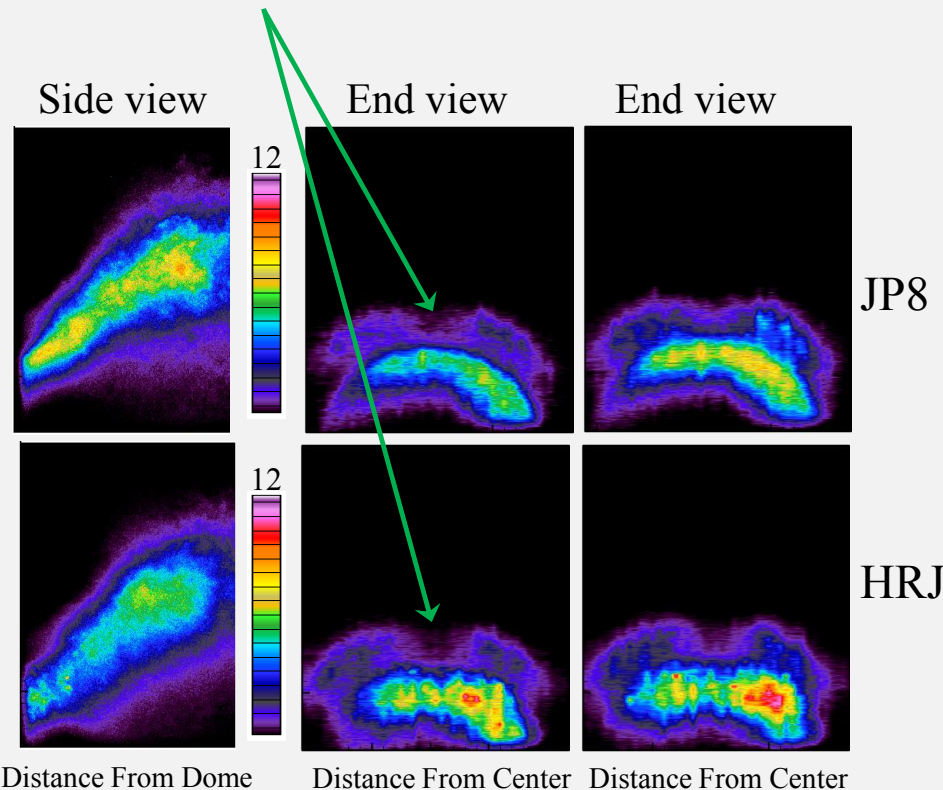 Side view
End view
End view
12
JP8
12
HRJ
Distance From Dome
Distance From Center
Distance From Center